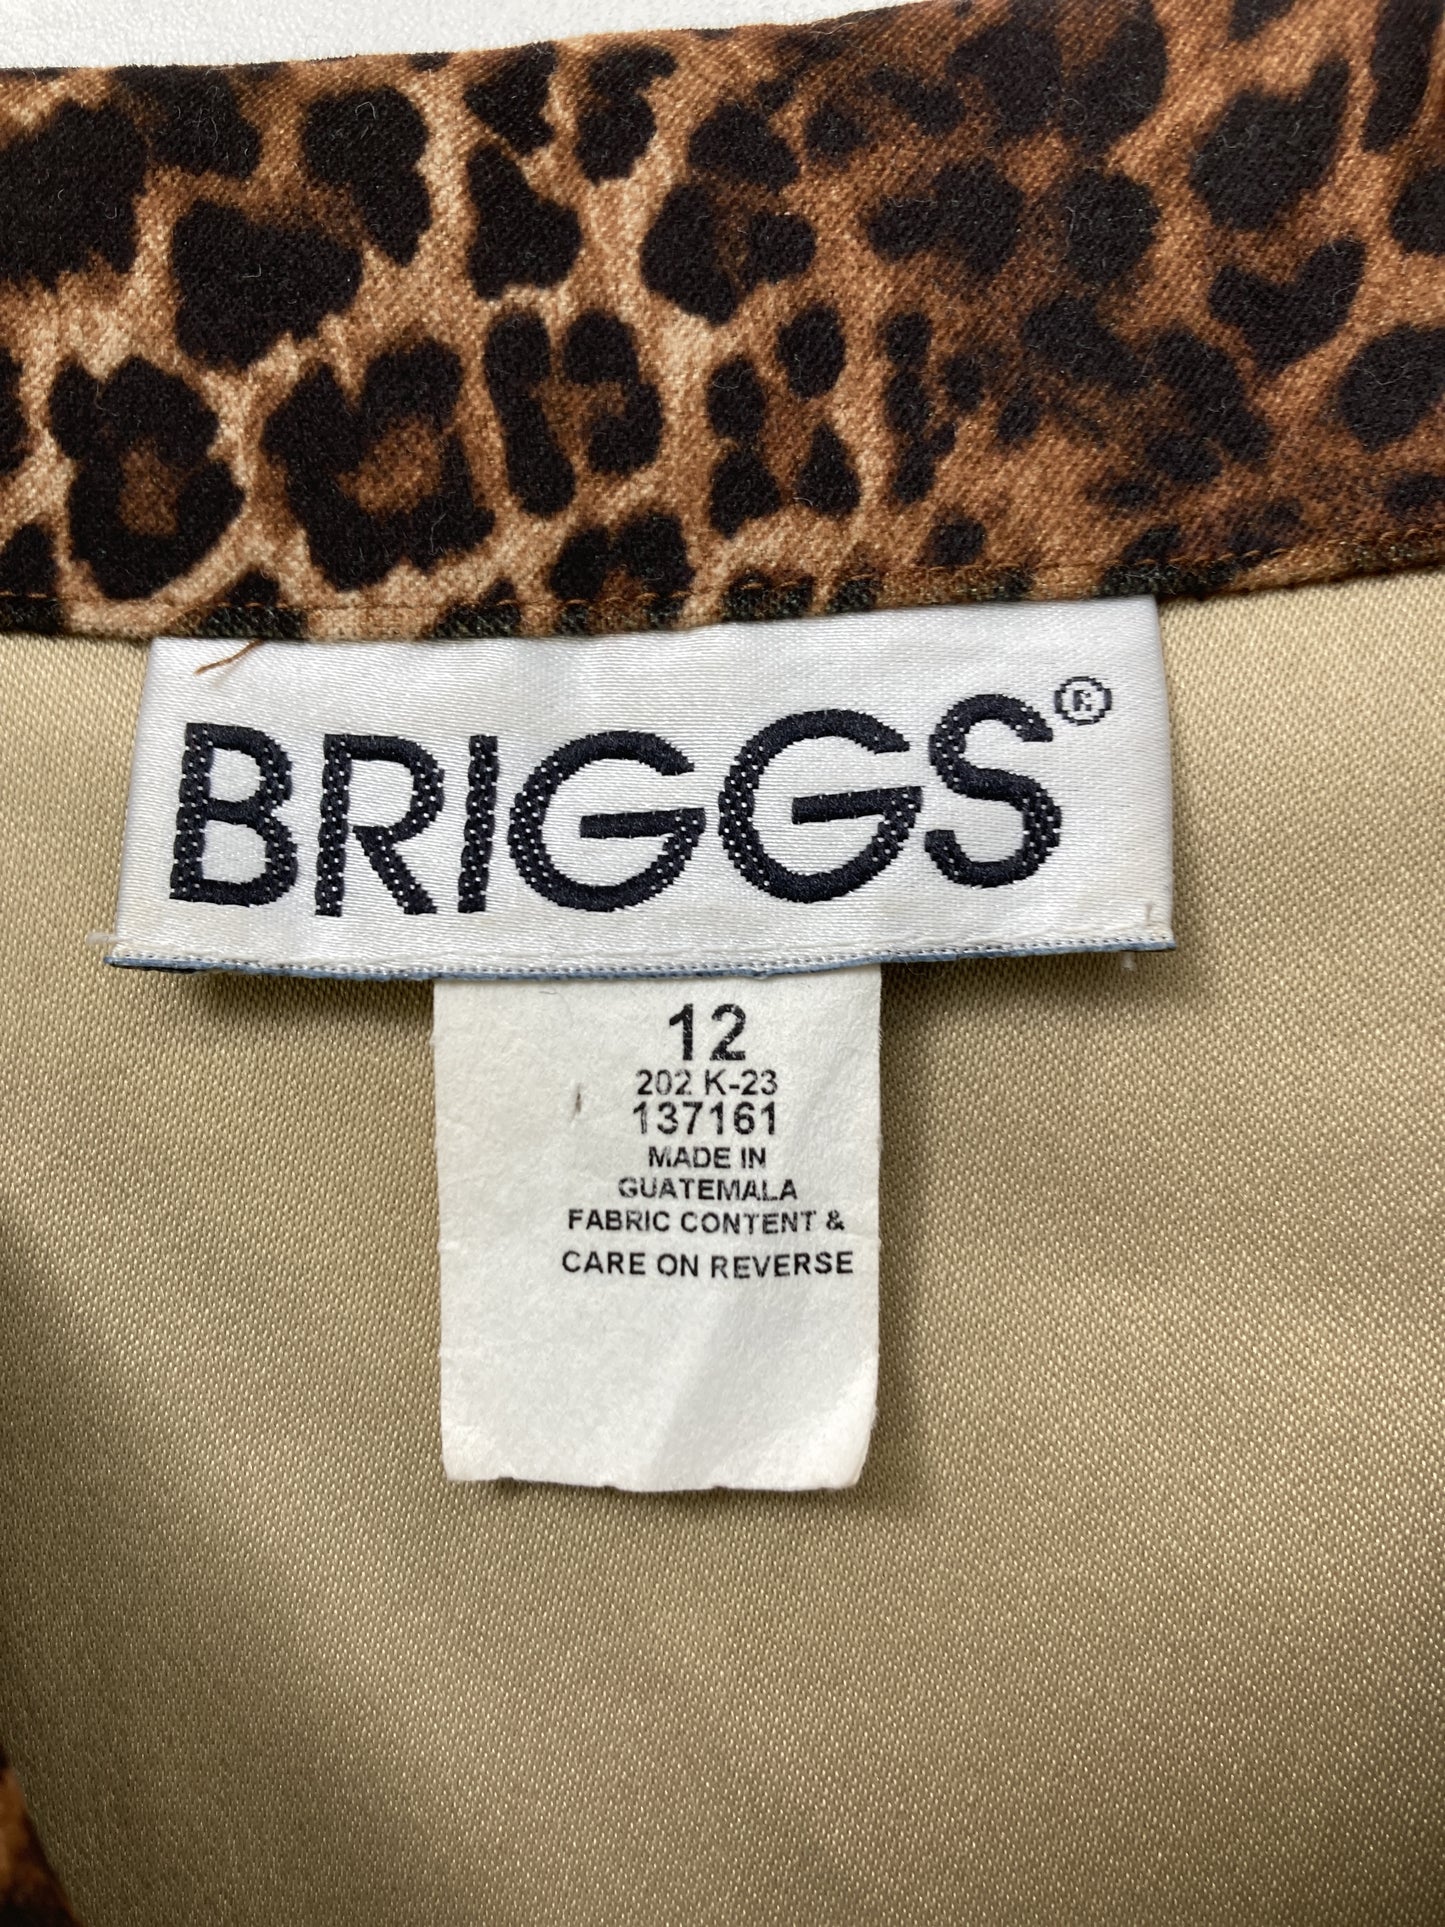 BRIGGS®
12
202 K-23
137161
MADE IN
GUATEMALA
FABRIC CONTENT &
CARE ON REVERSE